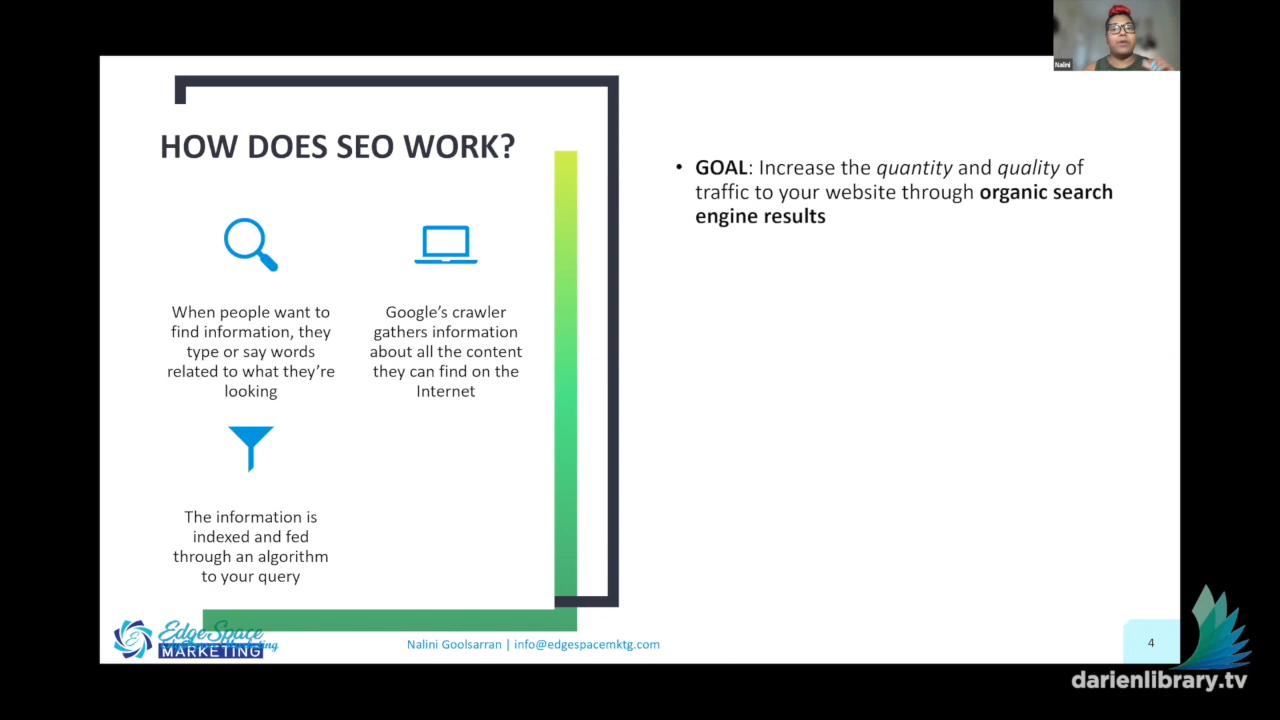 Nalini
HOW DOES SEO WORK?
When people want to
find information, they
type or say words
related to what they're
looking
Google's crawler
gathers information
about all the content
they can find on the
Internet
The information is
indexed and fed
through an algorithm
to your query
• GOAL: Increase the quantity and quality of
traffic to your website through organic search
engine results
EdgeSpace
MARKETING
Nalini Goolsarran | info@edgespacemktg.com
4
darienlibrary.tv